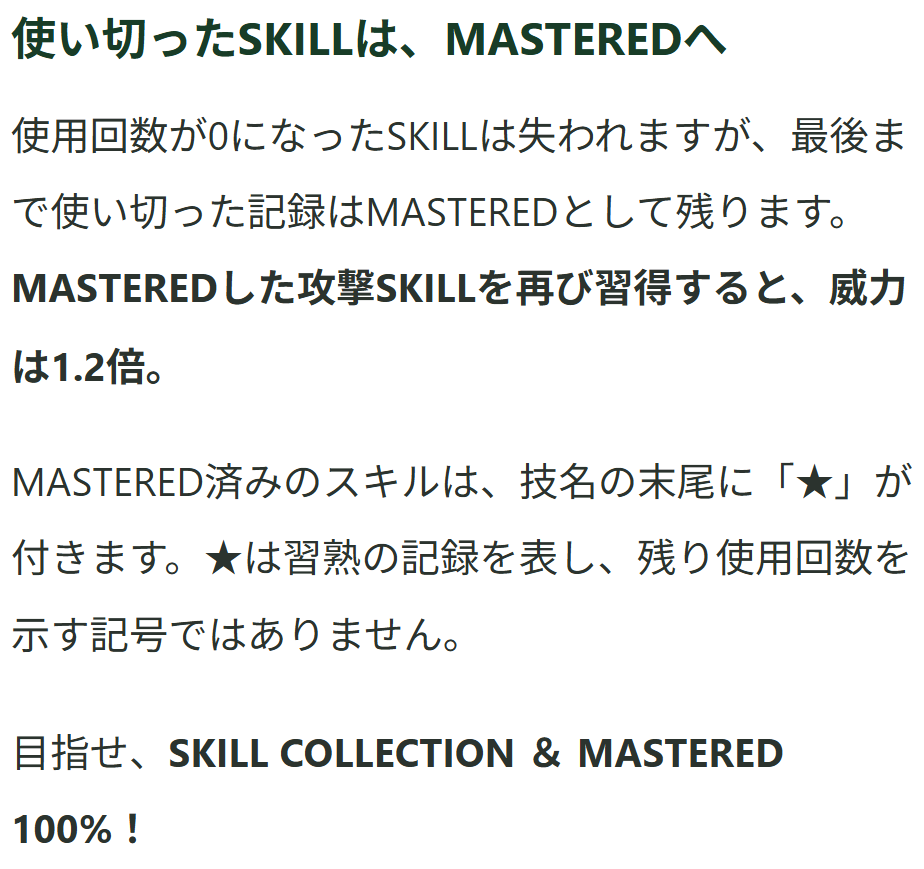 使い切ったSKILLは、MASTEREDへ
使用回数が0になったSKILLは失われますが、最後ま
で使い切った記録はMASTEREDとして残ります。
MASTEREDした攻撃SKILLを再び習得すると、威力
は1.2倍。
MASTERED済みのスキルは、技名の末尾に「★」が
付きます。★は習熟の記録を表し、残り使用回数を
示す記号ではありません。
目指せ、SKILL COLLECTION ＆ MASTERED
100%！